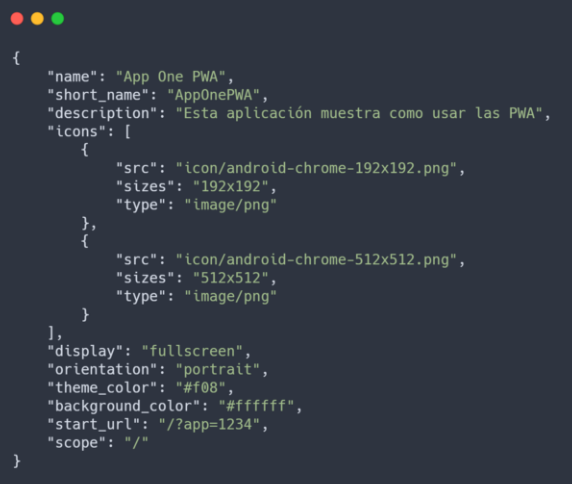 {
    "name": "App One PWA",
    "short_name": "AppOnePWA",
    "description": "Esta aplicación muestra como usar las PWA",
    "icons": [
        {
            "src": "icon/android-chrome-192x192.png",
            "sizes": "192x192",
            "type": "image/png"
        },
        {
            "src": "icon/android-chrome-512x512.png",
            "sizes": "512x512",
            "type": "image/png"
        }
    ],
    "display": "fullscreen",
    "orientation": "portrait",
    "theme_color": "#f08",
    "background_color": "#ffffff",
    "start_url": "/?app=1234",
    "scope": "/"
}